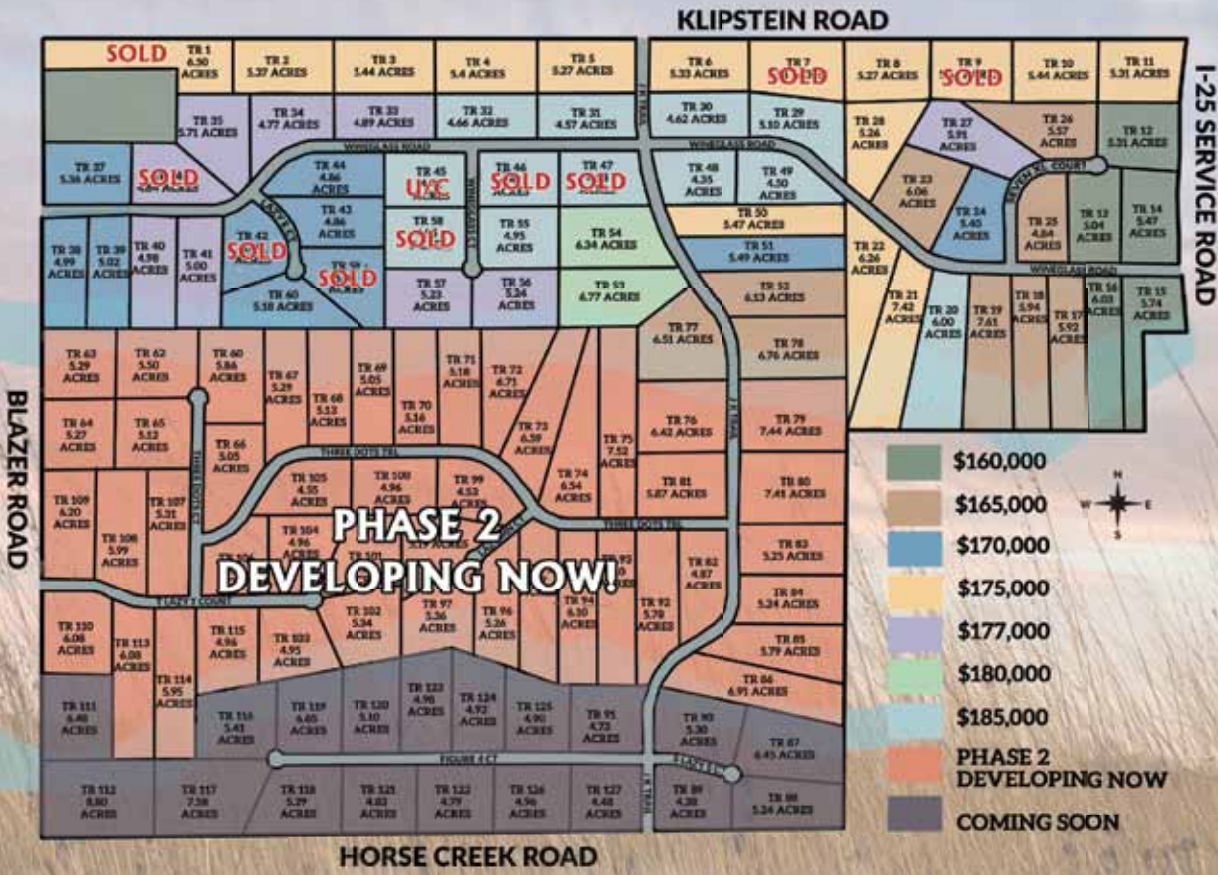 KLIPSTEIN ROAD
SOLD
TR 1
6.50
ACRES
TR 2
5.37 ACRES
TR 3
5.44 ACRES
TR 4
5.4 ACRES
TR 5
5.27 ACRES
TR 6
5.33 ACRES
TR 7
SOLD
TR 8
5.27 ACRES
TR 9
SOLD
TR 10
5.44 ACRES
TR 11
5.31 ACRES
I-25 SERVICE ROAD
TR 35
5.71 ACRES
TR 34
4.77 ACRES
TR 33
4.89 ACRES
TR 32
4.66 ACRES
TR 31
4.57 ACRES
TR 30
4.62 ACRES
TR 29
5.10 ACRES
TR 28
5.26
ACRES
TR 27
5.91
ACRES
TR 26
5.57
ACRES
TR 12
5.31 ACRES
WINEGLASS ROAD
WINEGLASS ROAD
TR 37
5.36 ACRES
SOLD
TR 44
4.86
ACRES
TR 45
U/C
TR 46
SOLD
TR 47
SOLD
TR 48
4.35
ACRES
TR 49
4.50
ACRES
TR 23
6.06
ACRES
SEVEN XL COURT
TR 24
5.40
ACRES
TR 25
4.84
ACRES
TR 13
5.04
ACRES
TR 14
5.47
ACRES
TR 38
4.99
ACRES
TR 39
5.02
ACRES
TR 40
4.98
ACRES
TR 41
5.00
ACRES
TR 42
SOLD
TR 43
4.86
ACRES
TR 58
SOLD
TR 55
4.95
ACRES
TR 54
6.34 ACRES
TR 50
5.47 ACRES
TR 51
5.49 ACRES
TR 22
6.26
ACRES
WINEGLASS ROAD
SOLD
TR 60
5.18 ACRES
TR 57
5.23
ACRES
TR 56
5.24
ACRES
TR 53
6.77 ACRES
TR 52
6.13 ACRES
TR 21
7.42
ACRES
TR 20
6.00
ACRES
TR 19
7.61
ACRES
TR 18
5.94
ACRES
TR 17
5.92
ACRES
TR 16
6.03
ACRES
TR 15
5.74
ACRES
TR 77
6.51 ACRES
TR 78
6.76 ACRES
BLAZER ROAD
TR 63
5.29
ACRES
TR 62
5.50
ACRES
TR 60
5.86
ACRES
TR 67
5.29
ACRES
TR 68
5.13
ACRES
TR 69
5.05
ACRES
TR 70
5.16
ACRES
TR 71
5.18
ACRES
TR 72
6.71
ACRES
TR 73
6.59
ACRES
TR 74
6.54
ACRES
TR 75
7.52
ACRES
TR 76
6.42 ACRES
J K TRAIL
TR 79
7.44 ACRES
TR 64
5.27
ACRES
TR 65
5.12
ACRES
TR 66
5.05
ACRES
THREE DOTS TRL
TR 81
5.87 ACRES
TR 80
7.41 ACRES
TR 109
6.20
ACRES
TR 108
5.99
ACRES
TR 107
5.31
ACRES
TR 105
4.55
ACRES
TR 100
4.96
ACRES
TR 99
4.53
TR 104
4.96
ACRES
THREE DOTS TRL
PHASE 2
DEVELOPING NOW!
TR 82
4.87
ACRES
TR 83
5.25 ACRES
TR 84
5.24 ACRES
TR 85
5.79 ACRES
TR 86
6.91 ACRES
TR 110
6.08
ACRES
TR 113
6.08
ACRES
TR 114
5.95
ACRES
TR 115
4.96
ACRES
TR 103
4.95
ACRES
TR 102
5.34
ACRES
TR 97
5.36
ACRES
TR 96
5.26
ACRES
TR 94
6.10
ACRES
TR 92
5.78
ACRES
TR 111
6.48
ACRES
TR 116
5.41
ACRES
TR 119
6.65
ACRES
TR 120
5.10
ACRES
TR 123
4.98
ACRES
TR 124
4.92
ACRES
TR 125
4.90
ACRES
TR 91
4.73
ACRES
TR 90
5.30
ACRES
TR 87
6.45 ACRES
FIGURE 4 CT
TR 112
8.80
ACRES
TR 117
7.58
ACRES
TR 118
5.29
ACRES
TR 121
4.83
ACRES
TR 122
4.79
ACRES
TR 126
4.96
ACRES
TR 127
4.48
ACRES
J K TRAIL
TR 89
4.38
ACRES
TR 88
5.24 ACRES
HORSE CREEK ROAD
$160,000
$165,000
$170,000
$175,000
$177,000
$180,000
$185,000
PHASE 2
DEVELOPING NOW
COMING SOON
N
W
E
S